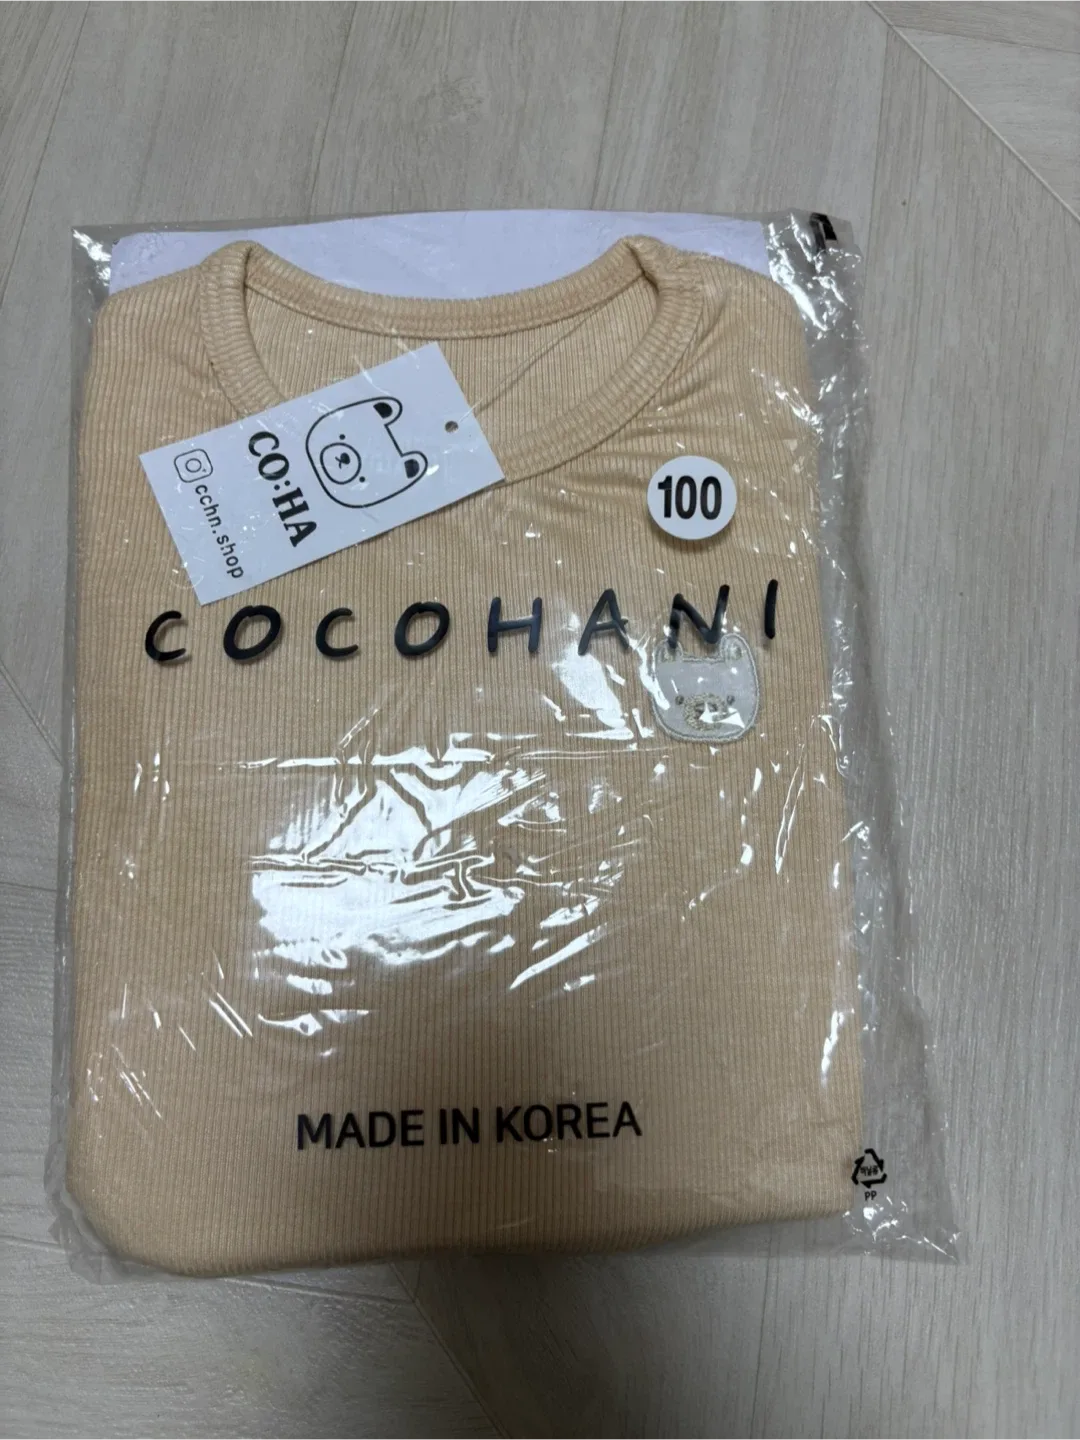 CO:HA
cchn.shop
100
COCOHANI
MADE IN KOREA
PP